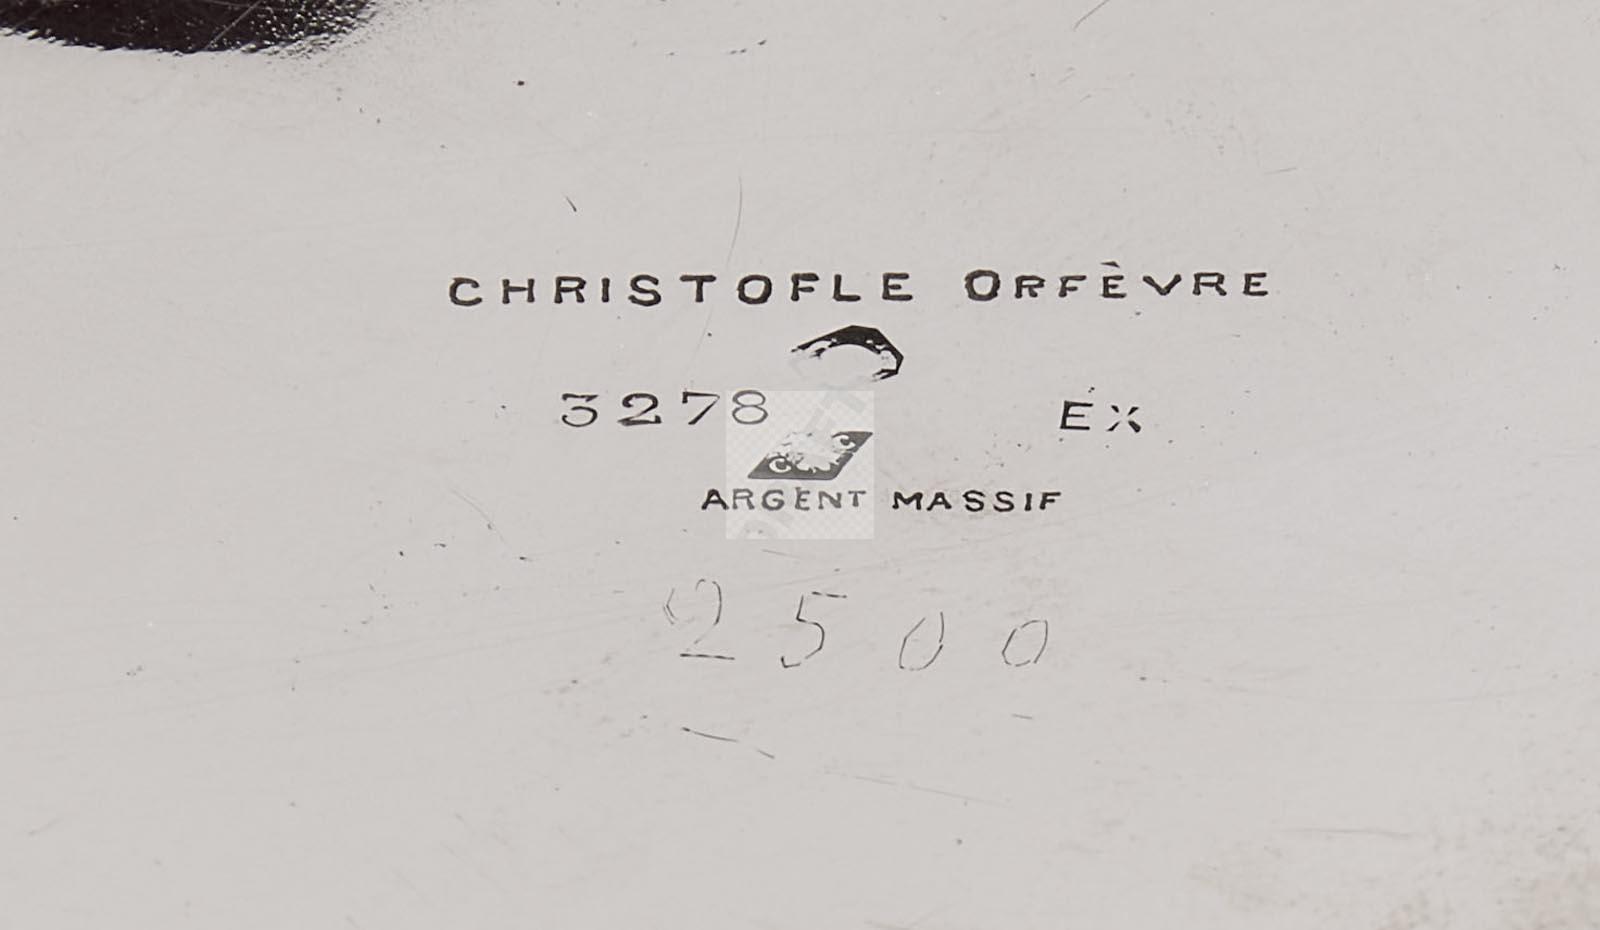 CHRISTOFLE ORFÈVRE
3278 EX
ARGENT MASSIF
2500